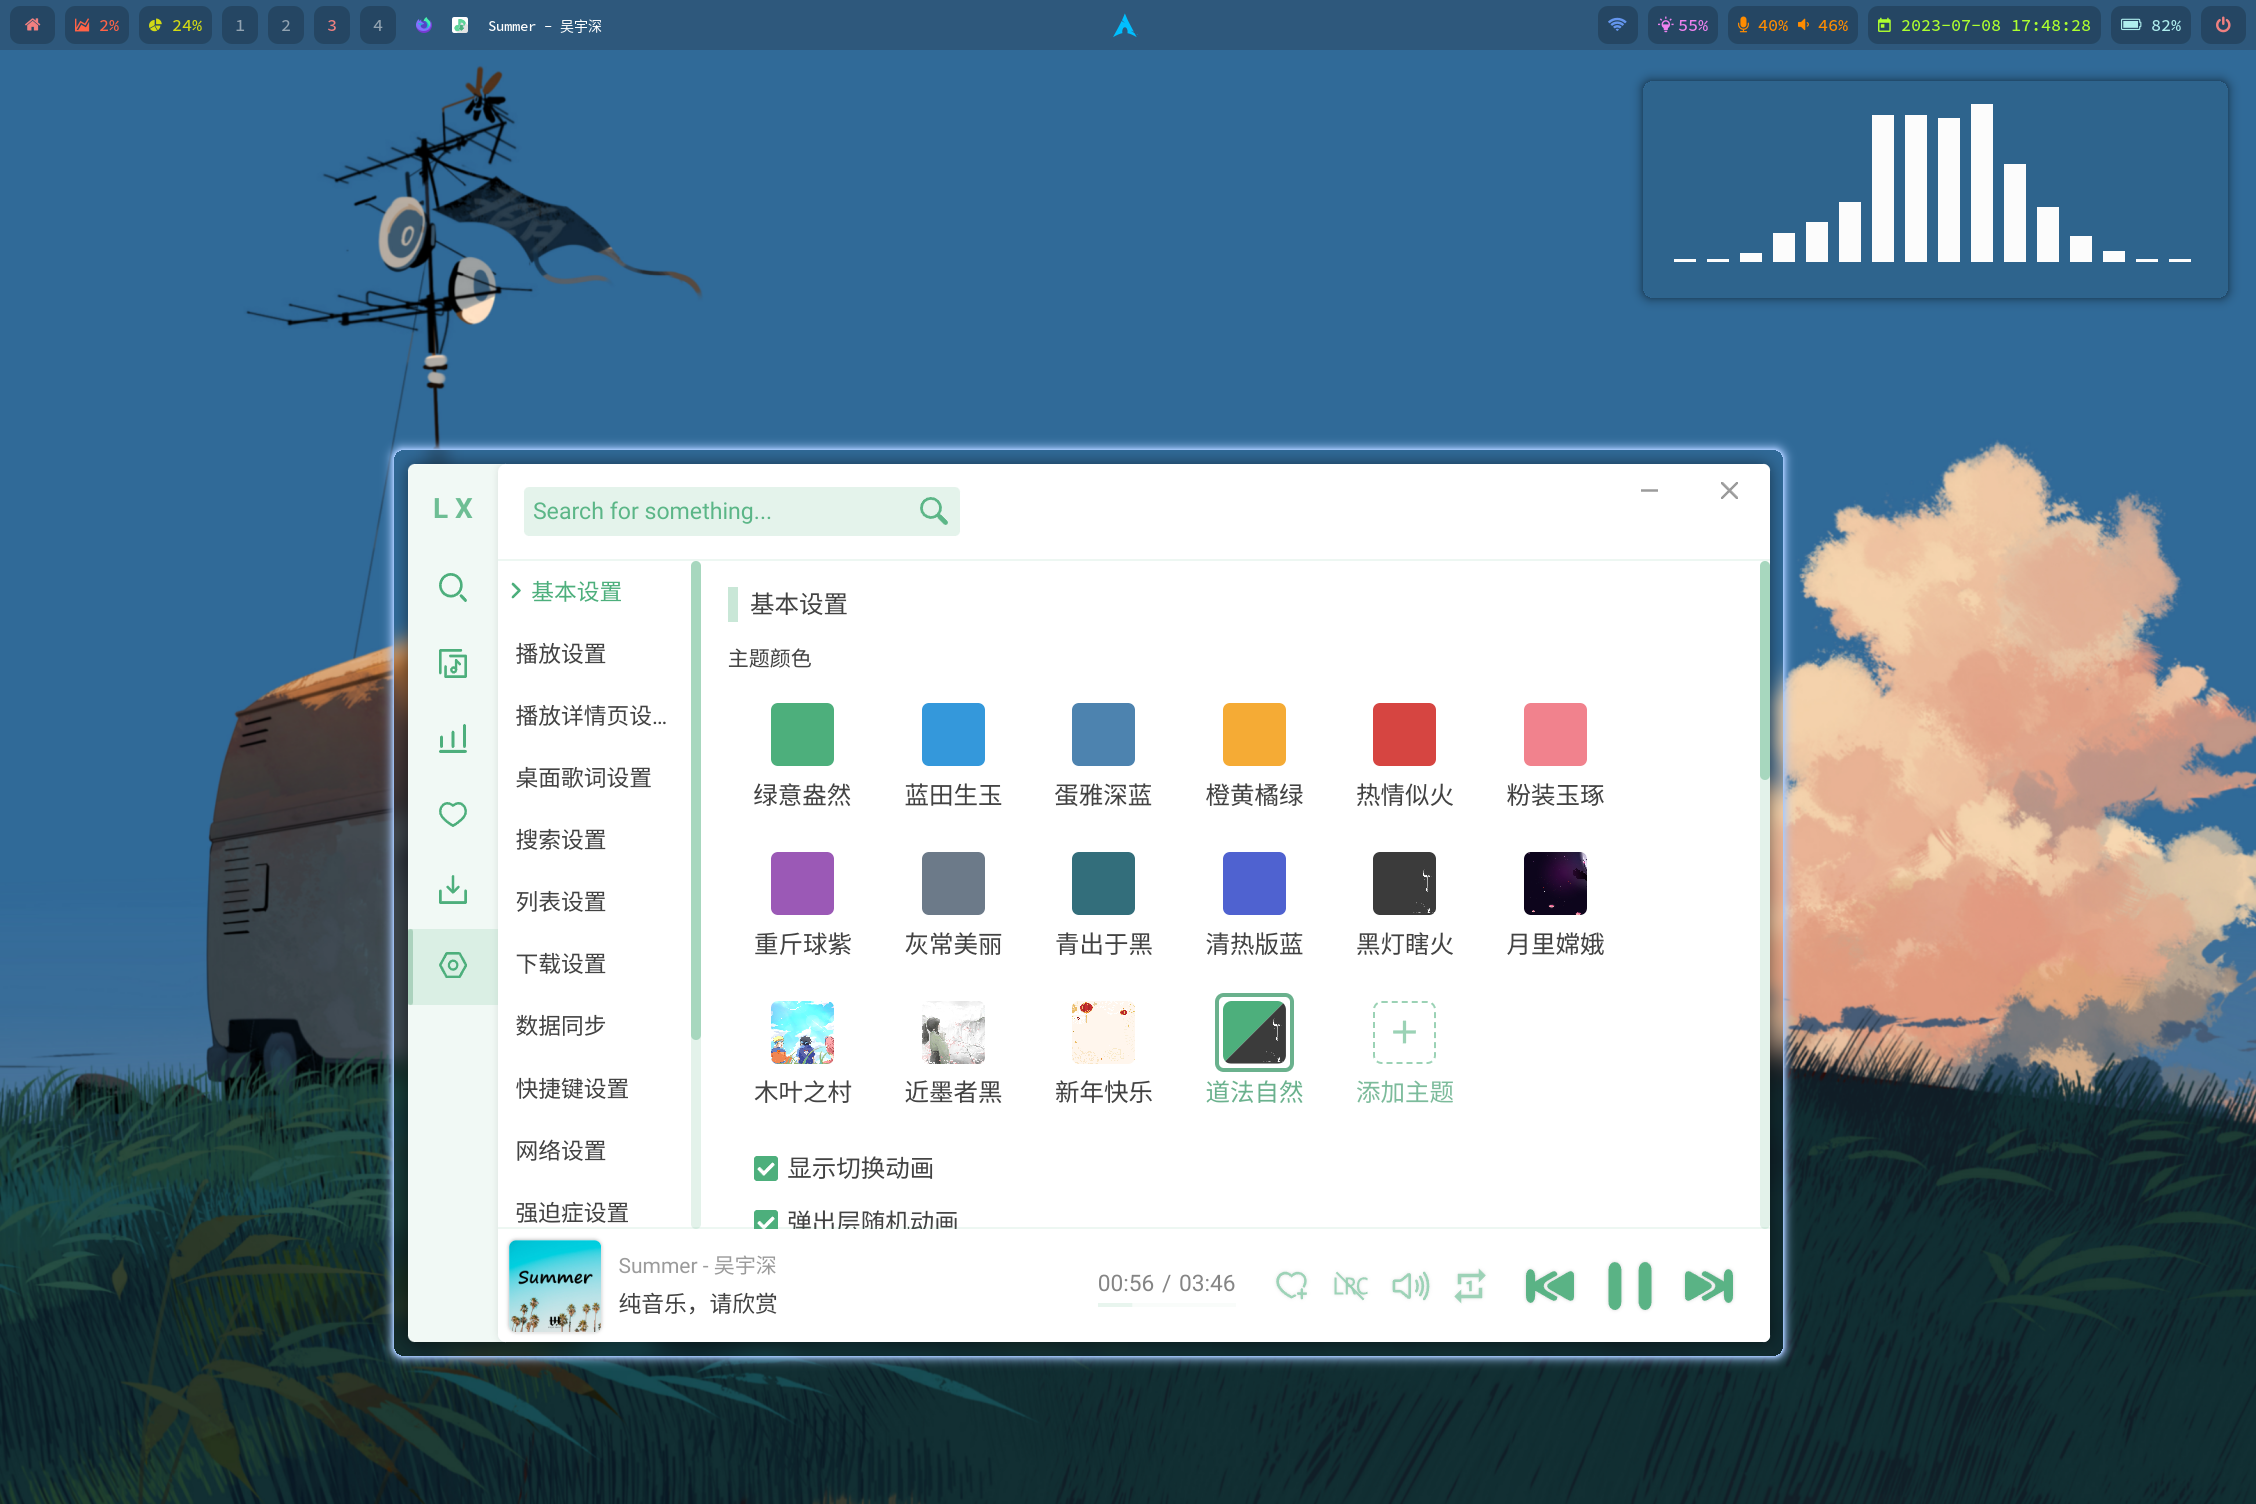 2% 24% 1 2 3 4 Summer - 吴宇深 55% 40% 46% 2023-07-08 17:48:28 82%
L X
Search for something...
基本设置
播放设置
播放详情页设...
桌面歌词设置
搜索设置
列表设置
下载设置
数据同步
快捷键设置
网络设置
强迫症设置
基本设置
主题颜色
绿意盎然 蓝田生玉 蛋雅深蓝 橙黄橘绿 热情似火 粉装玉琢
重斤球紫 灰常美丽 青出于黑 清热版蓝 黑灯瞎火 月里嫦娥
木叶之村 近墨者黑 新年快乐 道法自然 添加主题
显示切换动画
弹出层随机动画
Summer
Summer - 吴宇深
纯音乐，请欣赏
00:56 / 03:46
LRC
1